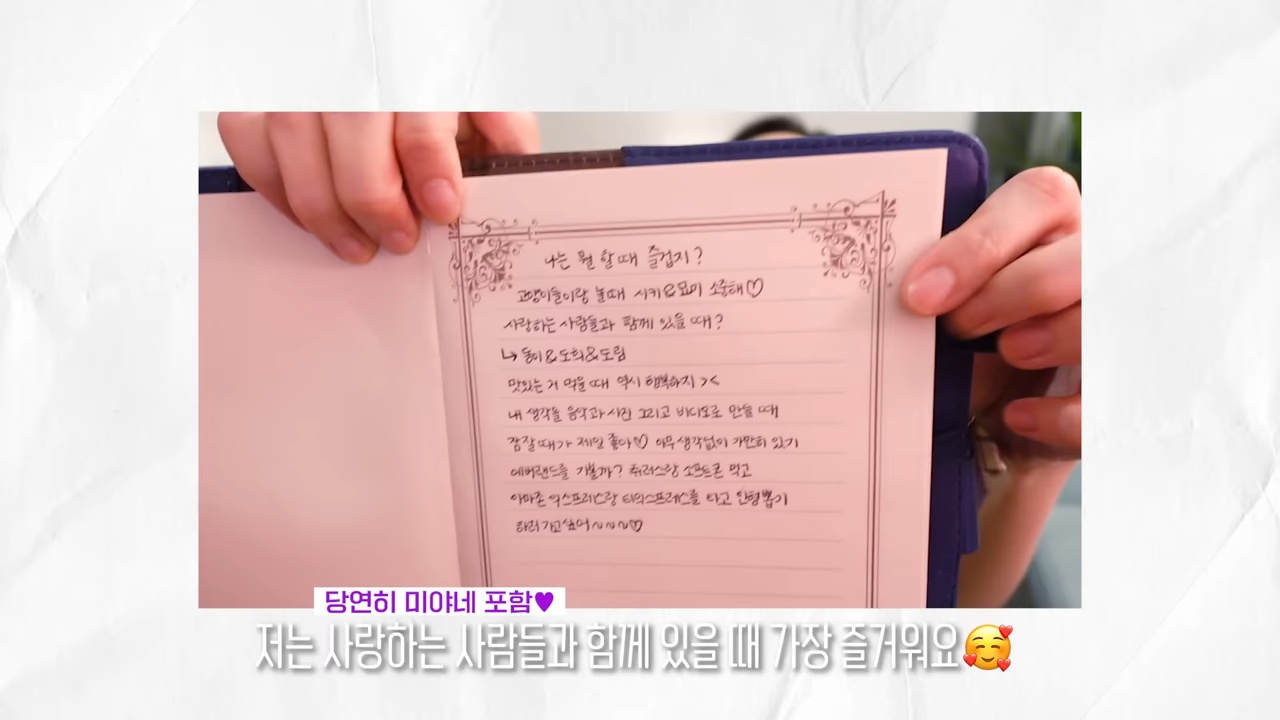 나는 뭘 할 때 즐겁지?
고양이들이랑 놀때 시키&모미 소중해♡
사랑하는 사람들과 함께 있을 때?
↳ 둥이&도희&도림
맛있는 거 먹을 때 역시 행복하지 ><
내 생각들 음악과 사진 그리고 비디오로 만들 때
잠잘 때가 제일 좋아♡ 아무 생각없이 가만히 있기
에버랜드를 가볼까? 츄러스랑 소프트콘 먹고
아마존 익스프레스랑 티익스프레스를 타고 인형뽑기
하러 가고 싶어~~~♡
당연히 미야네 포함♥
저는 사랑하는 사람들과 함께 있을 때 가장 즐거워요🥰